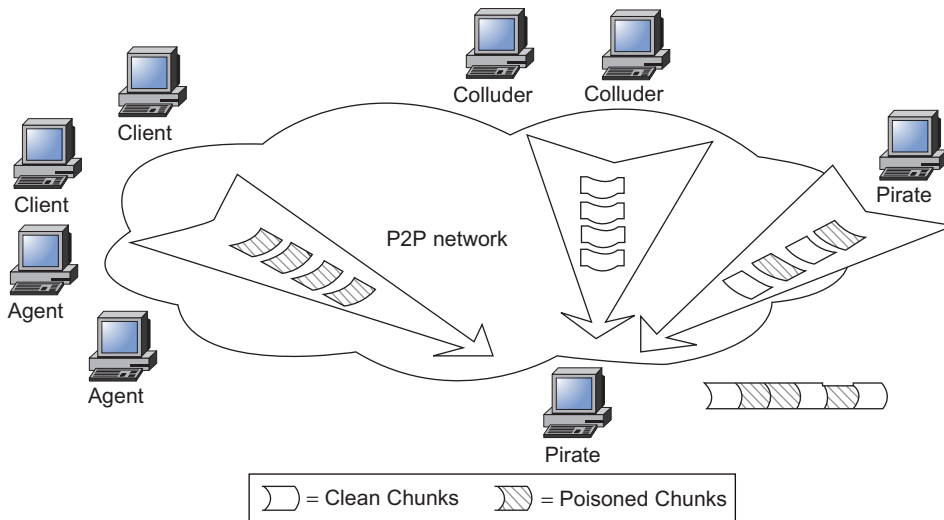 Colluder
Colluder
Client
Pirate
Client
P2P network
Agent
Agent
Pirate
= Clean Chunks
= Poisoned Chunks